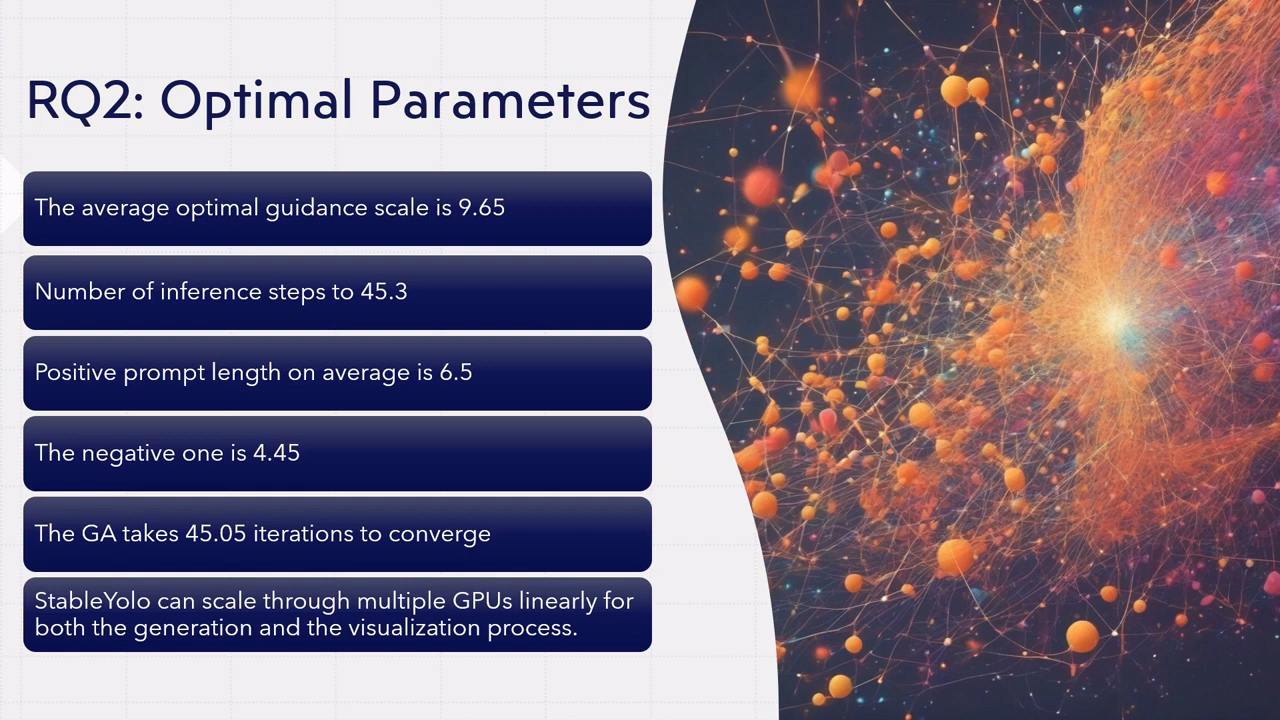 RQ2: Optimal Parameters
The average optimal guidance scale is 9.65
Number of inference steps to 45.3
Positive prompt length on average is 6.5
The negative one is 4.45
The GA takes 45.05 iterations to converge
StableYolo can scale through multiple GPUs linearly for
both the generation and the visualization process.